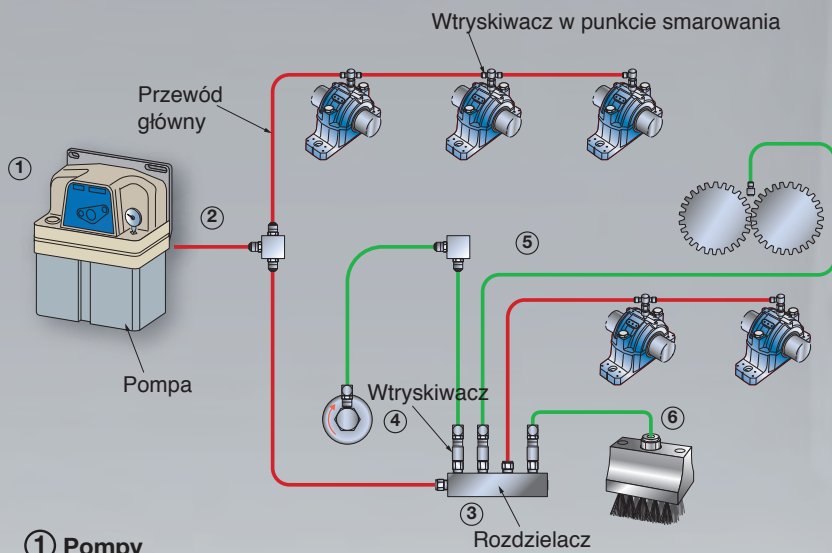 Wtryskiwacz w punkcie smarowania
Przewód
główny
①
②
⑤
Pompa
Wtryskiwacz
④
⑥
③
Rozdzielacz
① Pompy